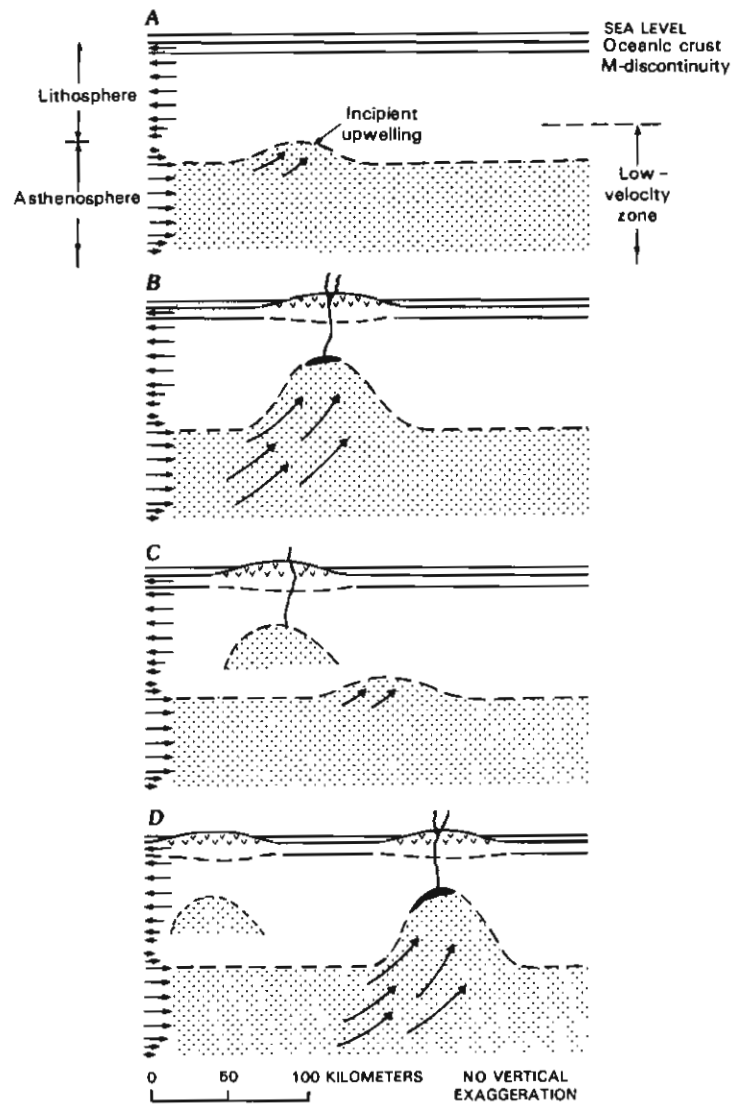 A
SEA LEVEL
Oceanic crust
M-discontinuity
Lithosphere
Incipient
upwelling
Asthenosphere
Low-
velocity
zone
B
C
D
0 50 100 KILOMETERS NO VERTICAL
EXAGGERATION